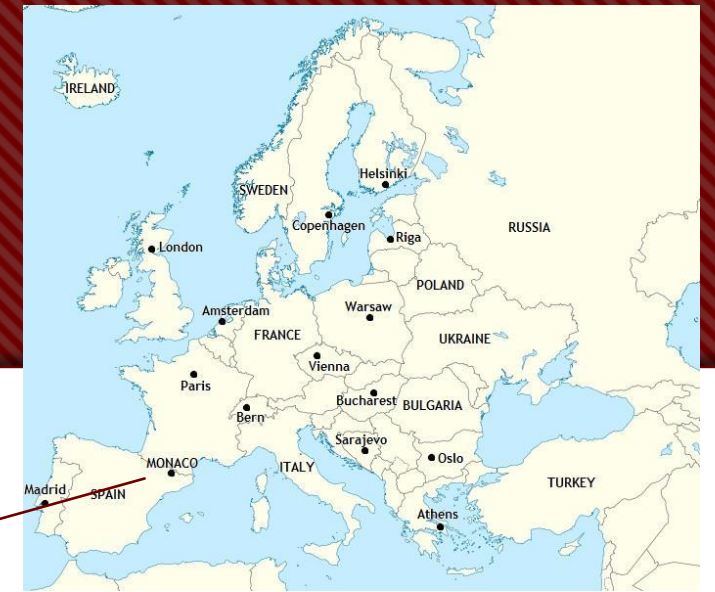 IRELAND
Helsinki
SWEDEN
Copenhagen
RUSSIA
Riga
London
POLAND
Amsterdam
Warsaw
FRANCE
UKRAINE
Vienna
Paris
Bucharest
BULGARIA
Bern
Sarajevo
Oslo
MONACO
ITALY
TURKEY
Madrid
SPAIN
Athens